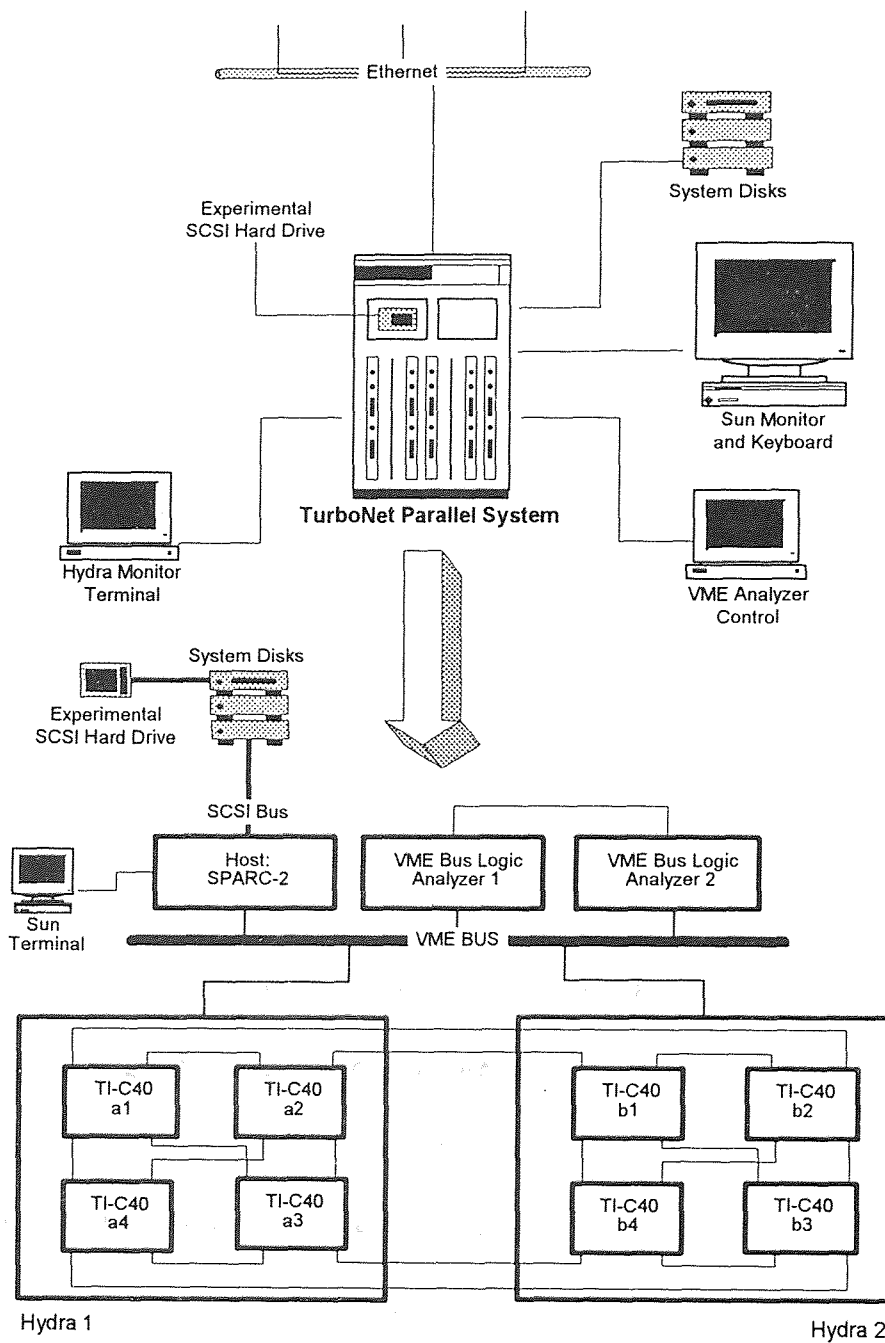 Ethernet
System Disks
Experimental
SCSI Hard Drive
Sun Monitor
and Keyboard
TurboNet Parallel System
Hydra Monitor
Terminal
VME Analyzer
Control
System Disks
Experimental
SCSI Hard Drive
SCSI Bus
Host:
SPARC-2
VME Bus Logic
Analyzer 1
VME Bus Logic
Analyzer 2
Sun
Terminal
VME BUS
TI-C40
a1
TI-C40
a2
TI-C40
b1
TI-C40
b2
TI-C40
a4
TI-C40
a3
TI-C40
b4
TI-C40
b3
Hydra 1
Hydra 2